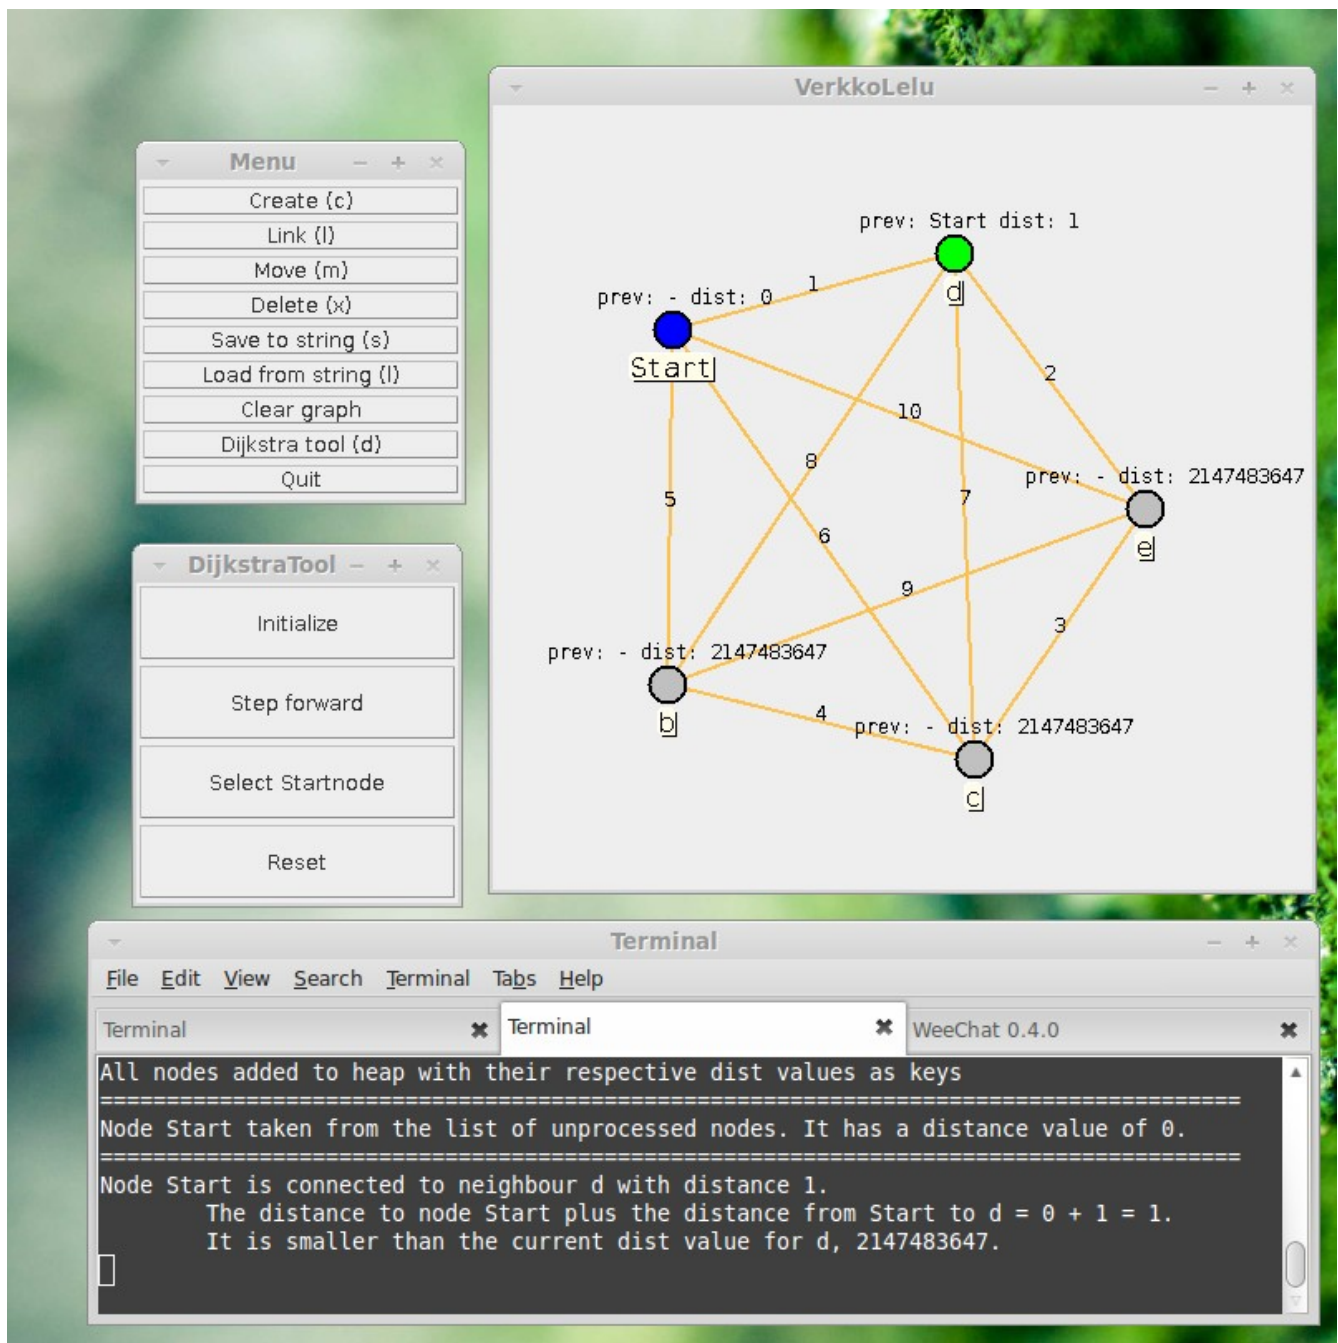 VerkkoLelu
Menu
Create (c)
Link (l)
Move (m)
Delete (x)
Save to string (s)
Load from string (l)
Clear graph
Dijkstra tool (d)
Quit
prev: Start dist: 1
d
1
prev: - dist: 0
Start
2
10
8
prev: - dist: 2147483647
5
7
6
e
9
3
prev: - dist: 2147483647
b
4
prev: - dist: 2147483647
c
DijkstraTool
Initialize
Step forward
Select Startnode
Reset
Terminal
File Edit View Search Terminal Tabs Help
Terminal Terminal WeeChat 0.4.0
All nodes added to heap with their respective dist values as keys
=====================================================================================
Node Start taken from the list of unprocessed nodes. It has a distance value of 0.
=====================================================================================
Node Start is connected to neighbour d with distance 1.
The distance to node Start plus the distance from Start to d = 0 + 1 = 1.
It is smaller than the current dist value for d, 2147483647.